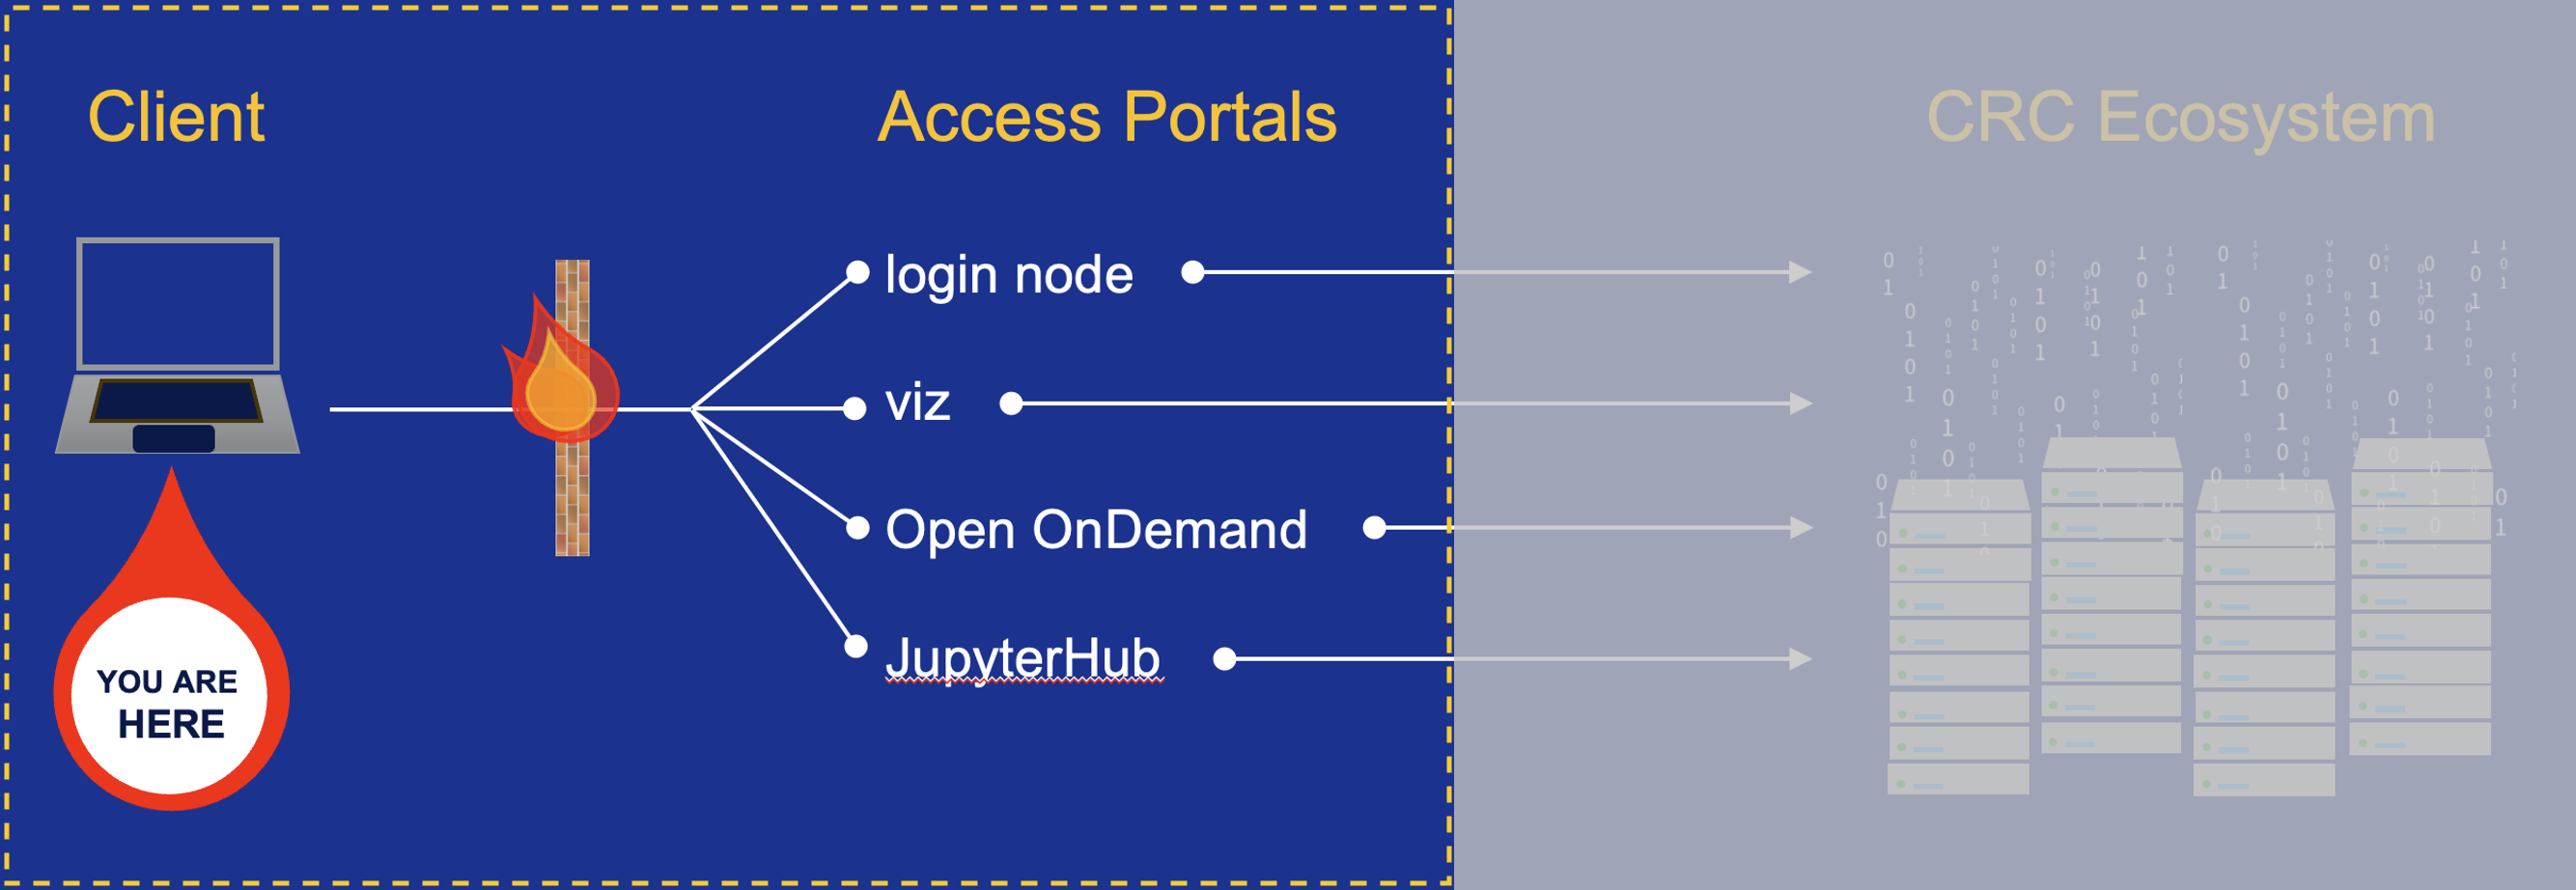 Client
Access Portals
CRC Ecosystem
login node
viz
Open OnDemand
JupyterHub
YOU ARE
HERE